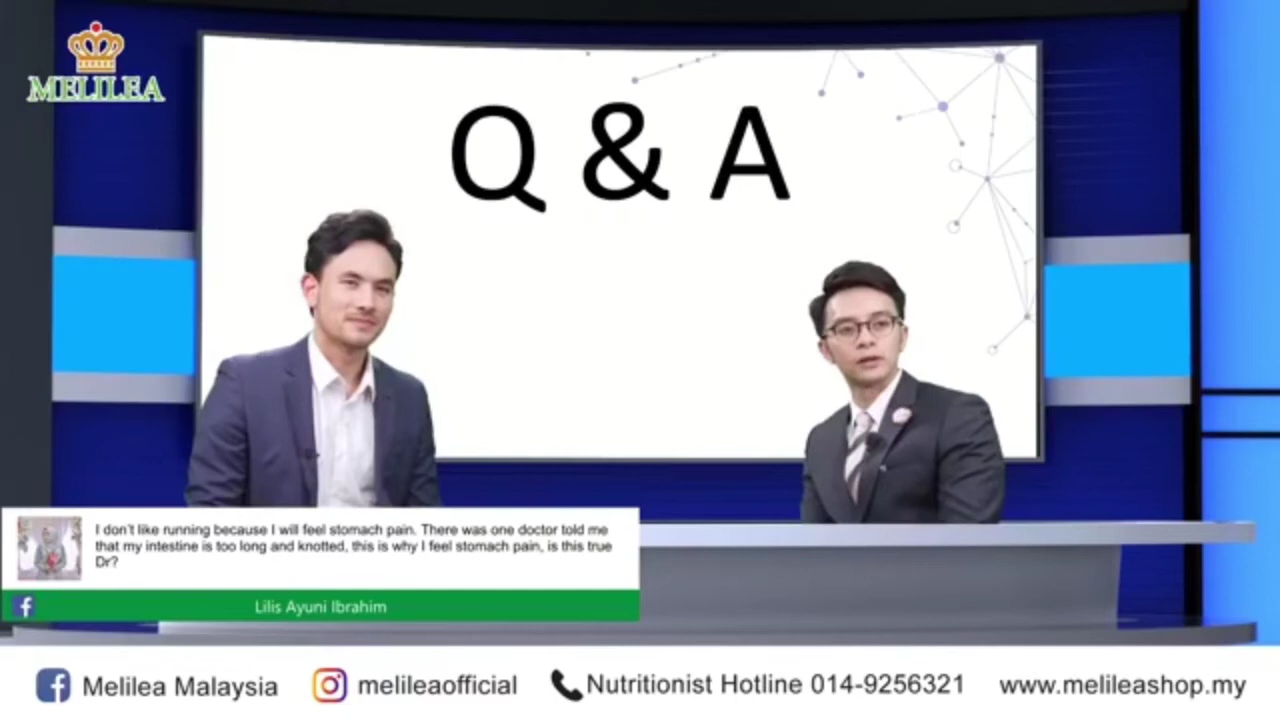 MELILEA
Q & A
I don't like running because I will feel stomach pain. There was one doctor told me
that my intestine is too long and knotted, this is why I feel stomach pain, is this true
Dr?
Lilis Ayuni Ibrahim
Melilea Malaysia melileaofficial Nutritionist Hotline 014-9256321 www.melileashop.my